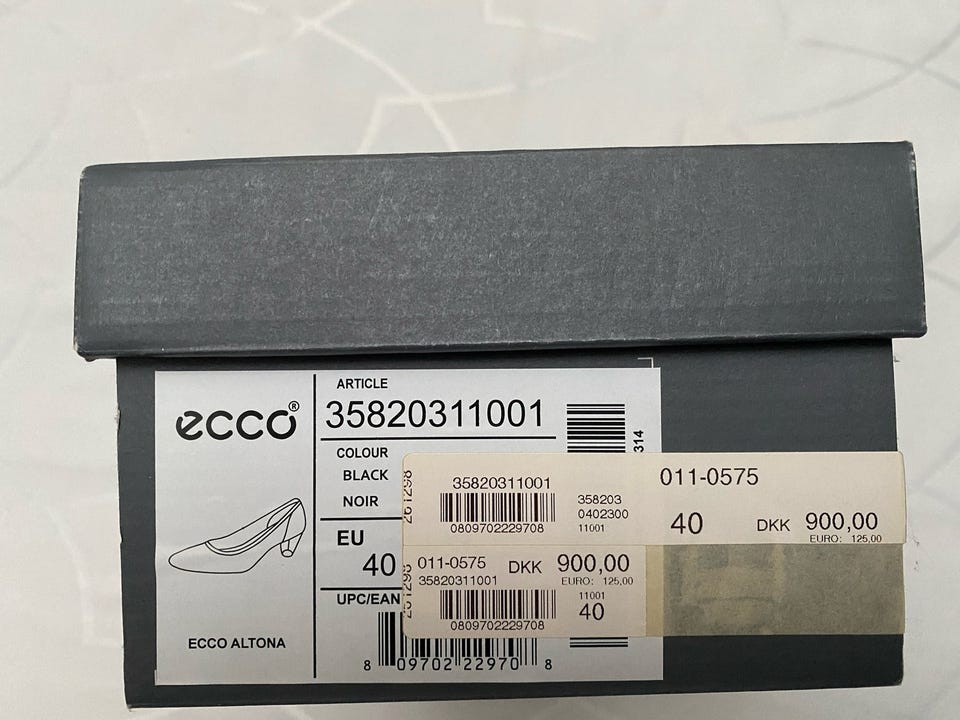 ecco®
ECCO ALTONA
ARTICLE
35820311001
COLOUR
BLACK
NOIR
EU
40
UPC/EAN
8 09702 22970 8
314
35820311001
0809702229708
358203
0402300
11001
011-0575
40
DKK 900,00
EURO: 125,00
011-0575 DKK 900,00
35820311001 EURO: 125,00
0809702229708
11001
40